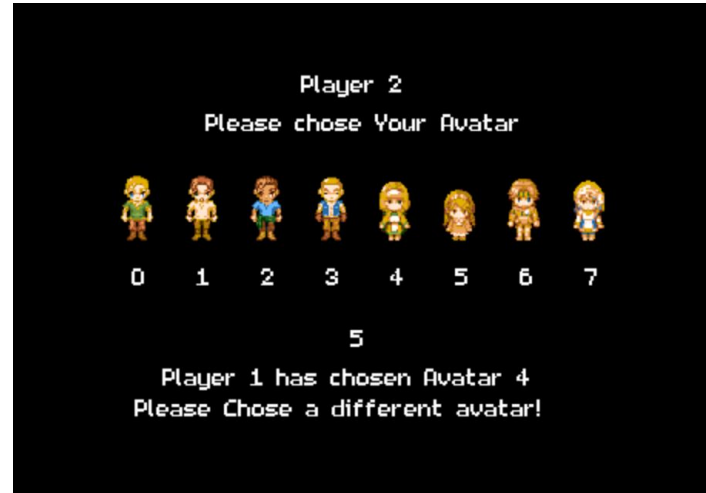 Player 2
Please chose Your Avatar
0 1 2 3 4 5 6 7
5
Player 1 has chosen Avatar 4
Please Chose a different avatar!